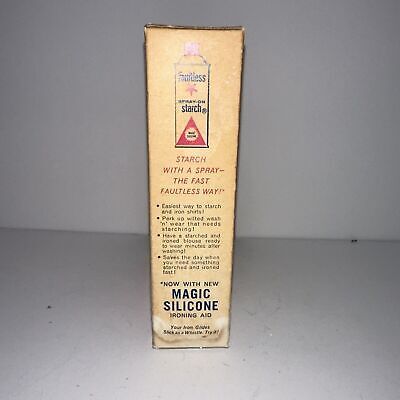 faultless
SPRAY-ON
starch®
STARCH
WITH A SPRAY—
THE FAST
FAULTLESS WAY!*
• Easiest way to starch
and iron shirts!
• Perk up wilted wash
'n' wear that needs
starching!
• Have a starched and
ironed blouse ready to
wear minutes after
washing!
• Saves the day when
you need something
starched and ironed
fast!
*NOW WITH NEW
MAGIC
SILICONE
IRONING AID
Your Iron Glides
Slick as a Whistle. Try it!